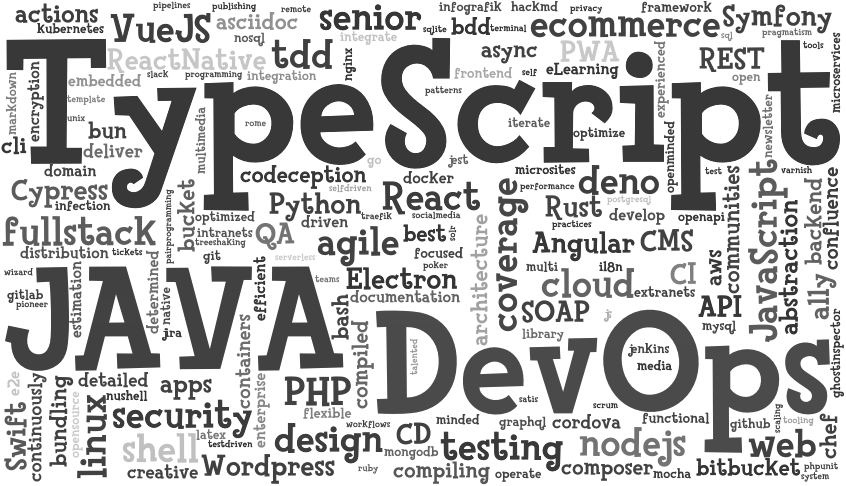 actions
Kubernetes
pipelines
publishing
remote
VueJS
asciidoc
nosql
senior
infografik
hackmd
privacy
framework
sqlite
bdd
terminal
ecommerce
Symfony
sql
pragmatism
ReactNative
tdd
integrate
nginx
async
PWA
REST
tools
microservices
embedded
slack
programming
integration
frontend
self
eLearning
experienced
open
markdown
encryption
template
unix
TypeScript
patterns
multimedia
rome
iterate
optimize
openminded
newsletter
cli
bun
deliver
domain
go
jest
test
varnish
codeception
docker
microsites
Cypress
infection
bucket
pairprogramming
selfdriven
React
performance
deno
postgresql
communities
JavaScript
backend
confluence
Python
optimized
driven
traefik
socialmedia
Rust
develop
openapi
practices
fullstack
intranets
treeshaking
QA
agile
best
solr
architecture
coverage
Angular
CMS
aws
abstraction
ally
distribution
tickets
git
serverless
focused
poker
multi
i18n
CI
wizard
estimation
determined
native
efficient
teams
Electron
cloud
extranets
gitlab
pioneer
JAVA
documentation
bash
SOAP
jr
API
mysql
jira
containers
compiled
DevOps
library
jenkins
media
ghostinspector
talented
e2e
detailed
nushell
apps
enterprise
PHP
flexible
satis
scrum
Swift
continuously
bundling
opensource
linux
security
latex
testdriven
workflows
minded
graphql
cordova
functional
github
scaling
tooling
chef
shell
creative
Wordpress
design
ruby
CD
mongodb
testing
compiling
operate
nodejs
composer
mocha
web
bitbucket
phpunit
system